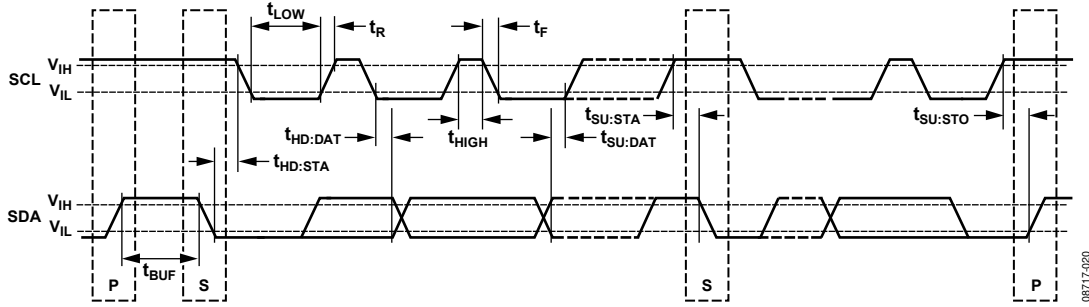 tLOW
tR
tF
VIH
SCL
VIL
tHD:DAT
tHIGH
tSU:STA
tSU:DAT
tSU:STO
tHD:STA
VIH
SDA
VIL
tBUF
P
S
S
P
08717-020